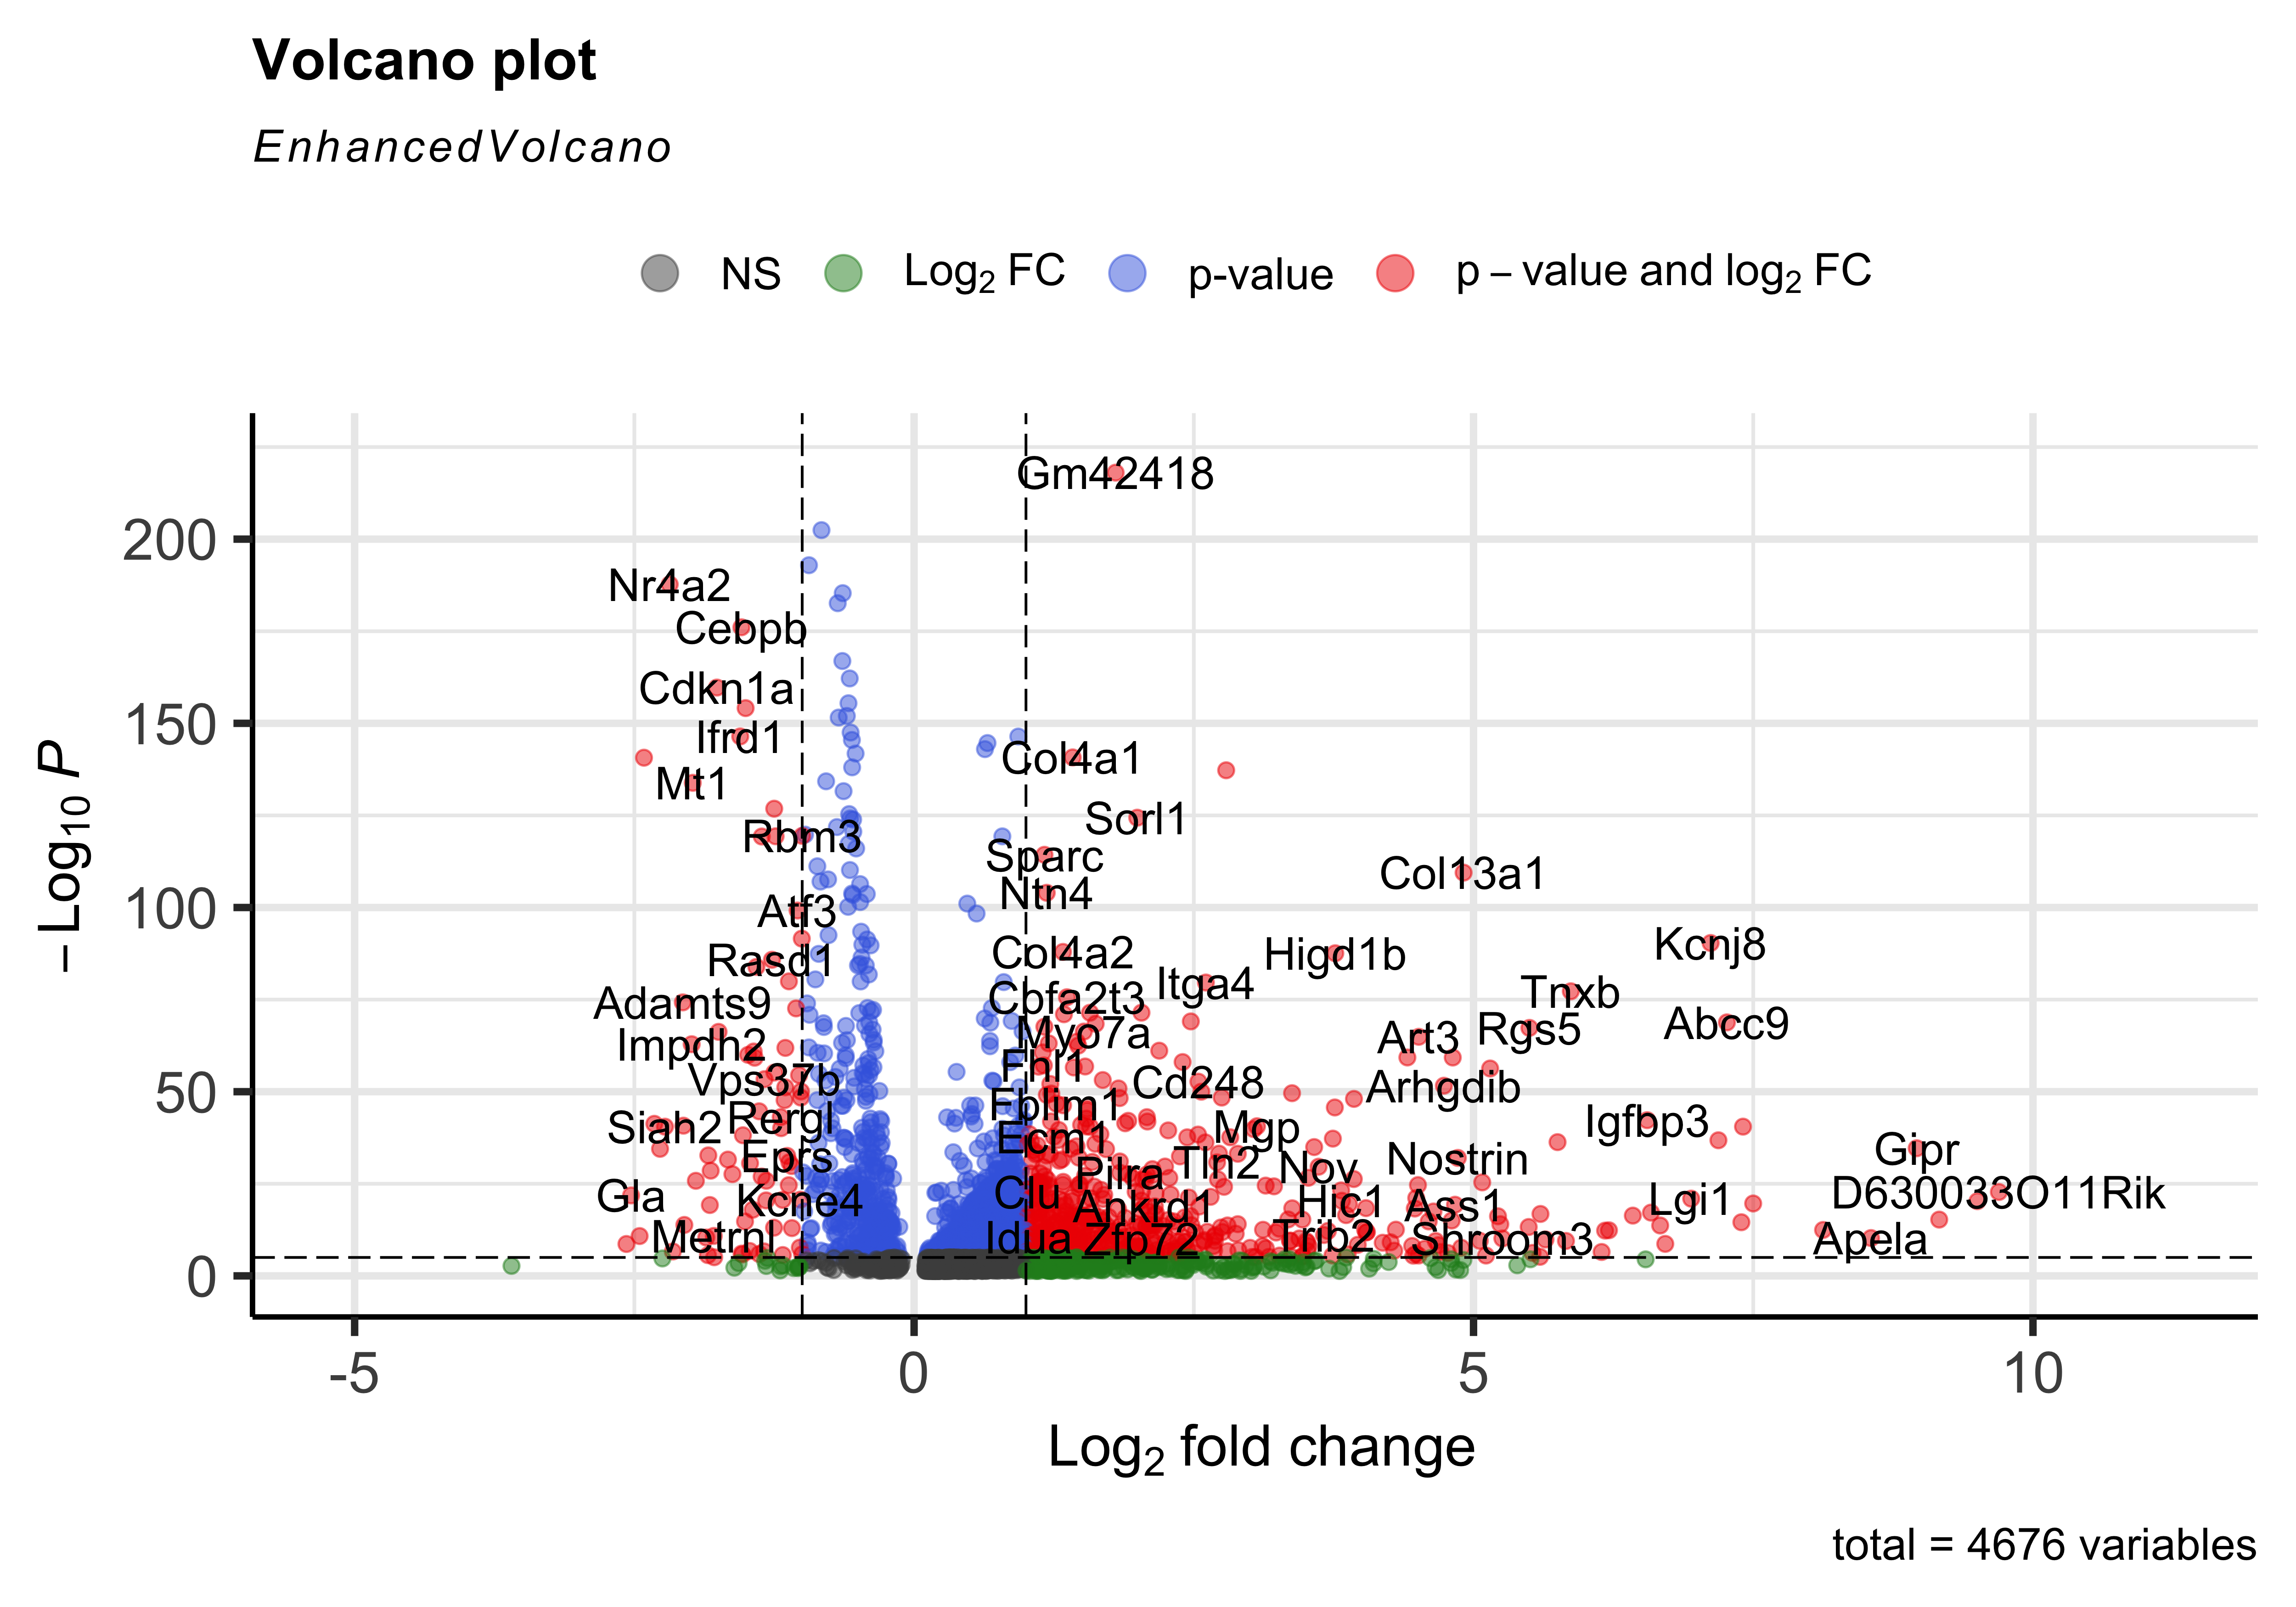 Volcano plot
EnhancedVolcano
NS Log2 FC p-value p – value and log2 FC
–Log10 P
200
150
100
50
0
Gm42418
Nr4a2
Cebpb
Cdkn1a
Ifrd1
Mt1
Col4a1
Sorl1
Rbm3
Sparc
Col13a1
Ntn4
Atf3
Rasd1
Col4a2
Higd1b
Kcnj8
Itga4
Tnxb
Adamts9
Cbfa2t3
Impdh2
Myo7a
Art3
Rgs5
Abcc9
Fhl1
Vps37b
Cd248
Arhgdib
Fblim1
Rergl
Siah2
Mgp
Igfbp3
Ecm1
Eprs
Pilra
Tln2
Nov
Nostrin
Gipr
Gla
Kcne4
Clu
Ankrd1
Hic1
Ass1
Lgi1
D630033O11Rik
Metrnl
Idua
Zfp72
Trib2
Shroom3
Apela
-5 0 5 10
Log2 fold change
total = 4676 variables